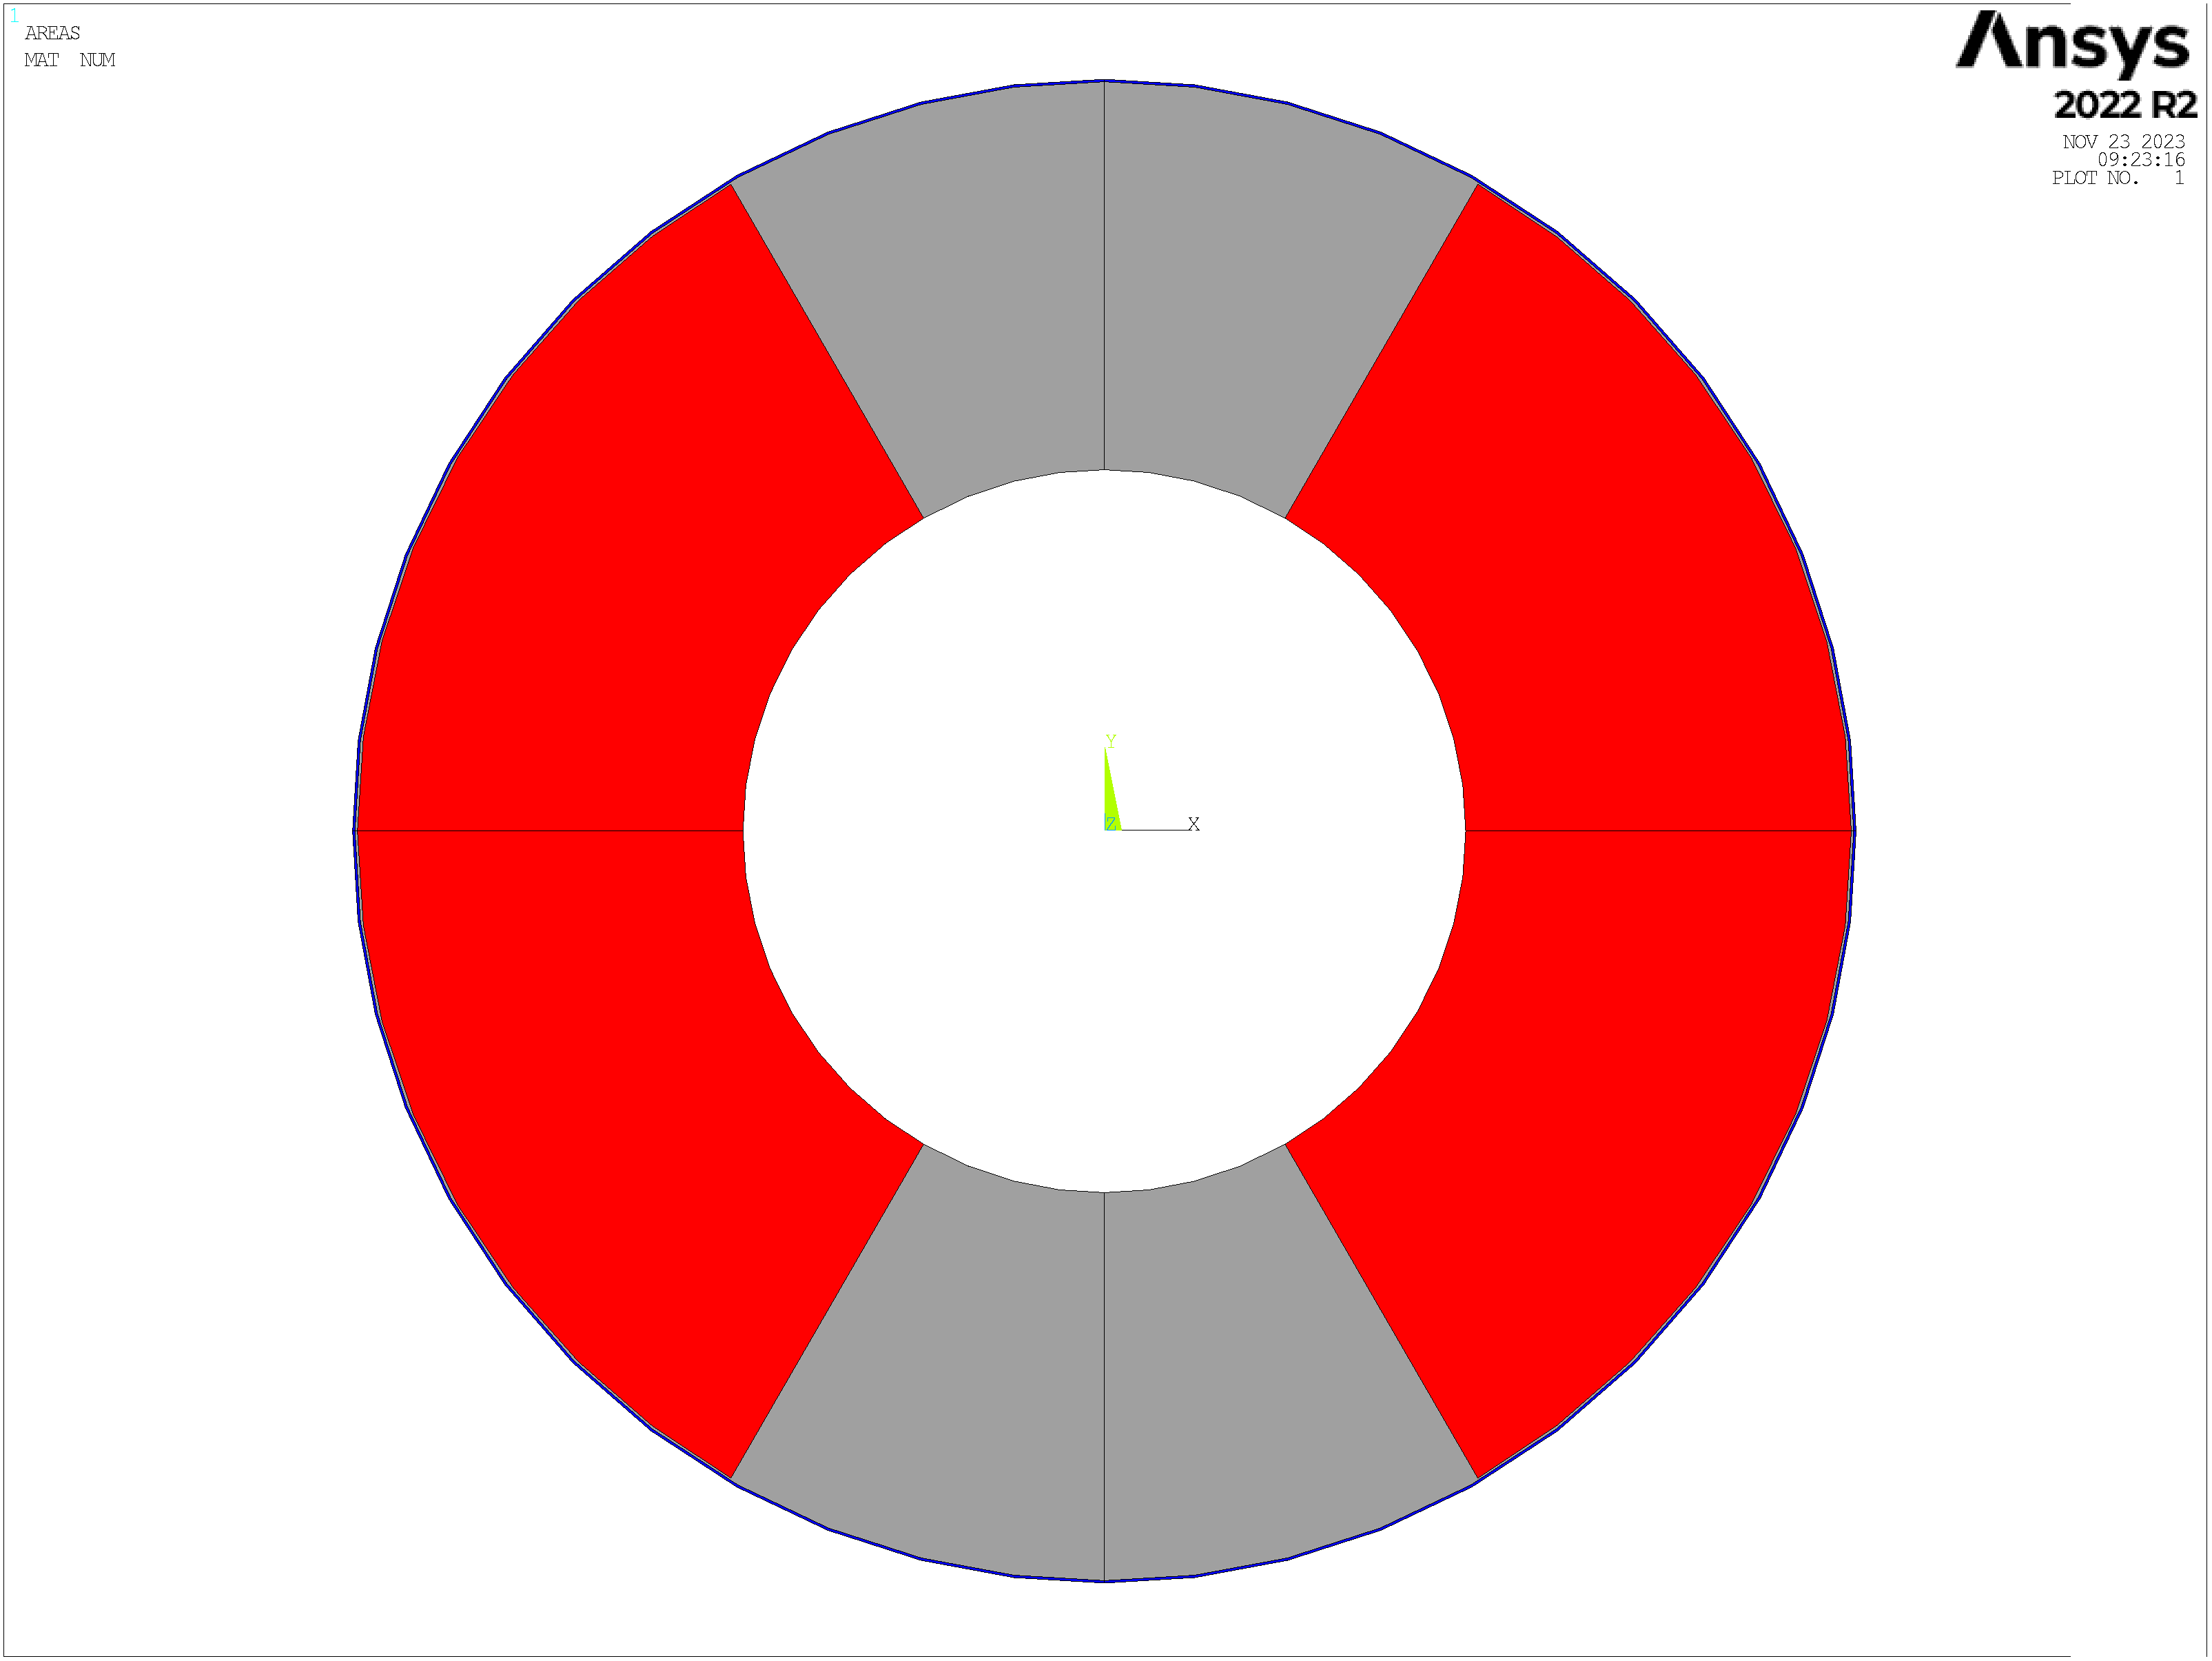 1
AREAS
MAT NUM
Ansys
2022 R2
NOV 23 2023
09:23:16
PLOT NO. 1
Y
Z
X